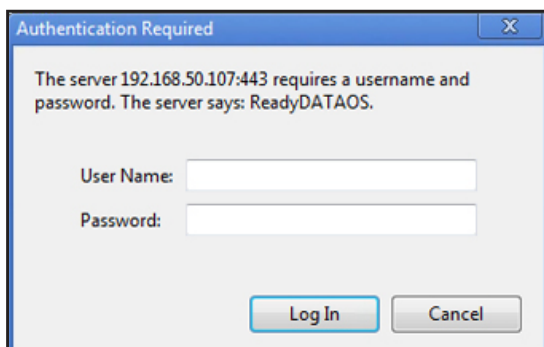 Authentication Required
The server 192.168.50.107:443 requires a username and
password. The server says: ReadyDATAOS.
User Name:
Password:
Log In Cancel